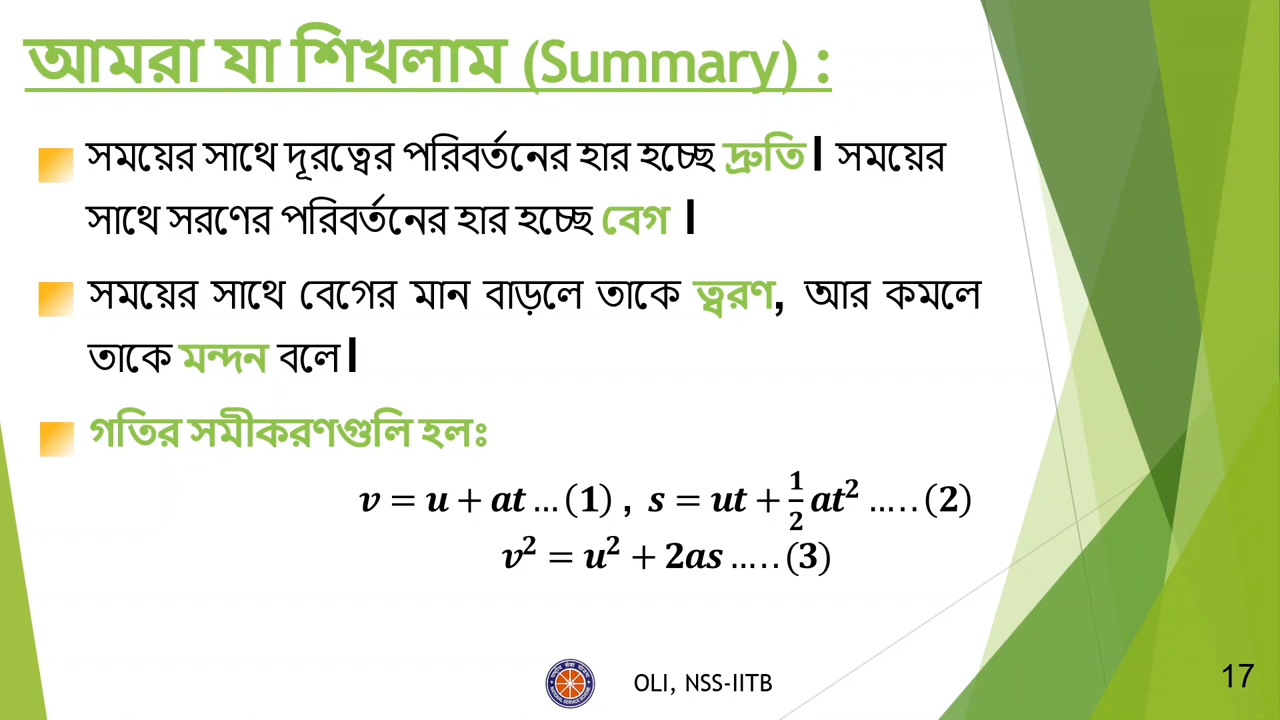 আমরা যা শিখলাম (Summary) :
সময়ের সাথে দূরত্বের পরিবর্তনের হার হচ্ছে দ্রুতি। সময়ের
সাথে সরণের পরিবর্তনের হার হচ্ছে বেগ ।
সময়ের সাথে বেগের মান বাড়লে তাকে ত্বরণ, আর কমলে
তাকে মন্দন বলে।
গতির সমীকরণগুলি হলঃ
v = u + at ... (1) , s = ut + 1/2 at² ..... (2)
v² = u² + 2as ..... (3)
OLI, NSS-IITB
17